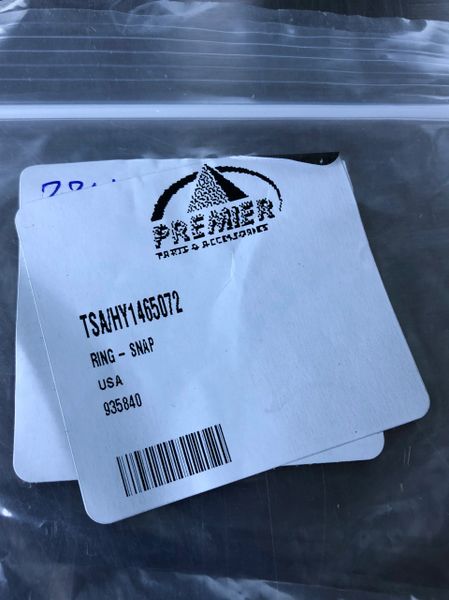 PREMIER
PARTS & ACCESSORIES
TSA/HY1465072
RING - SNAP
USA
935840